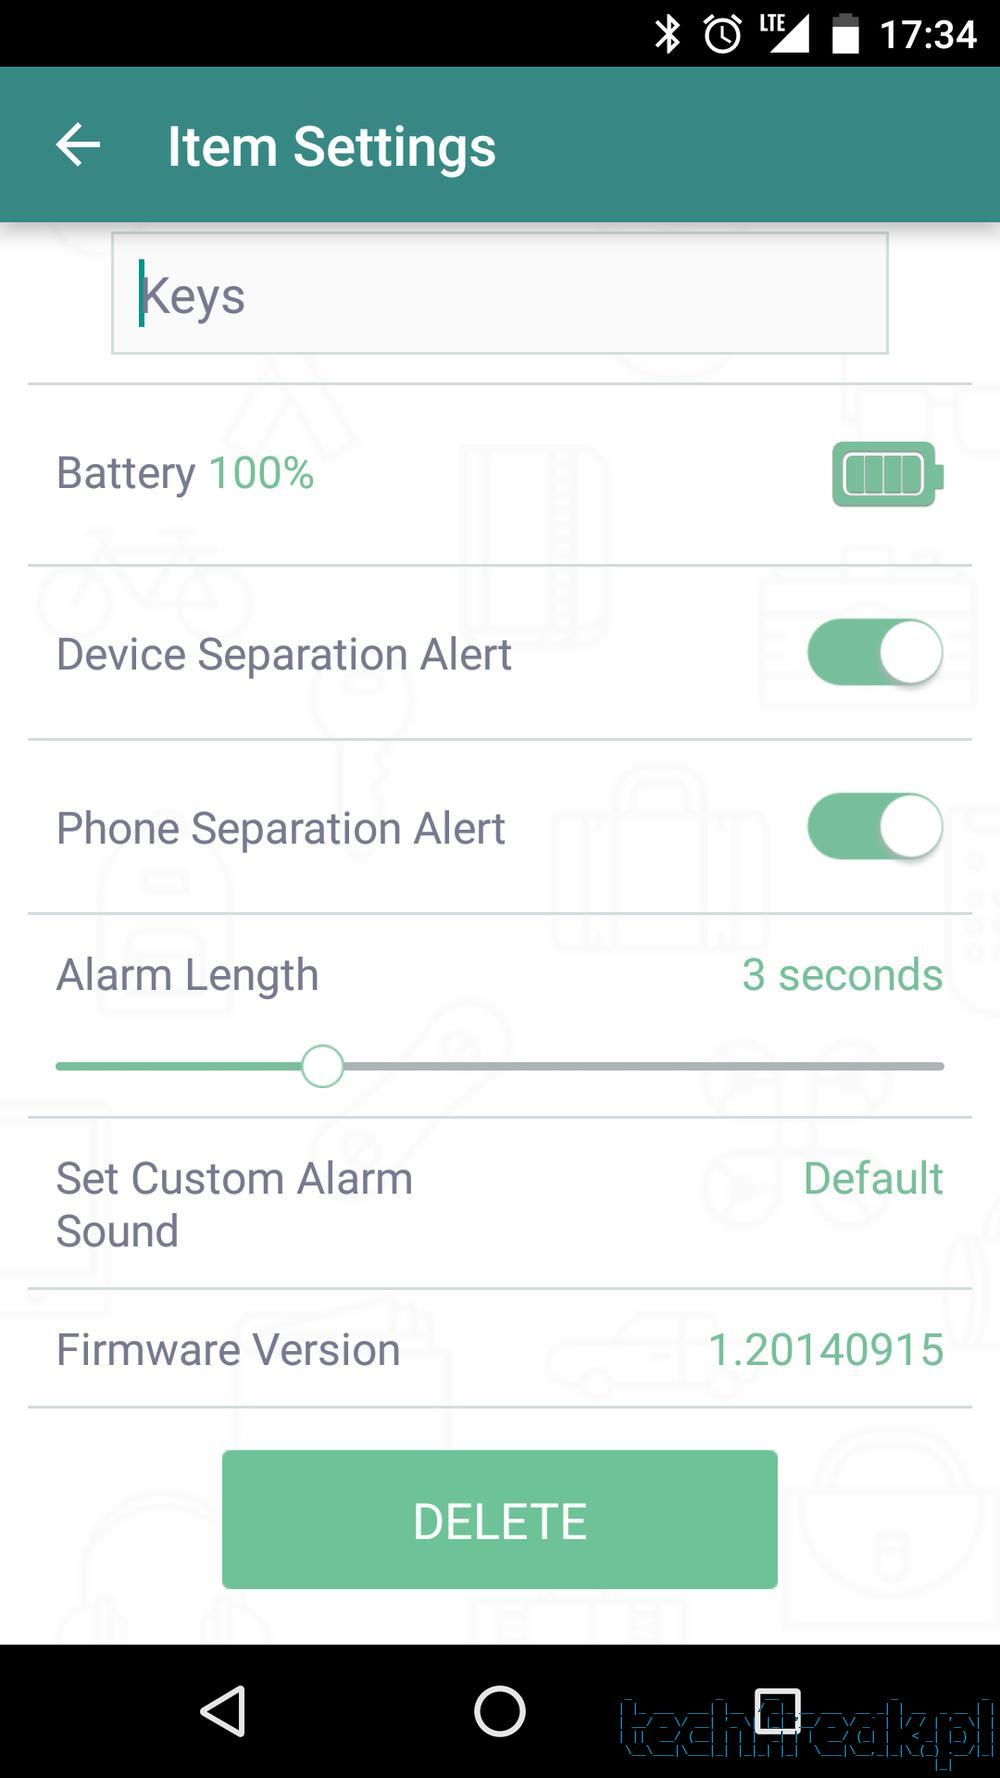 LTE 17:34
Item Settings
Keys
Battery 100%
Device Separation Alert
Phone Separation Alert
Alarm Length 3 seconds
Set Custom Alarm Default
Sound
Firmware Version 1.20140915
DELETE
techfreak.pl